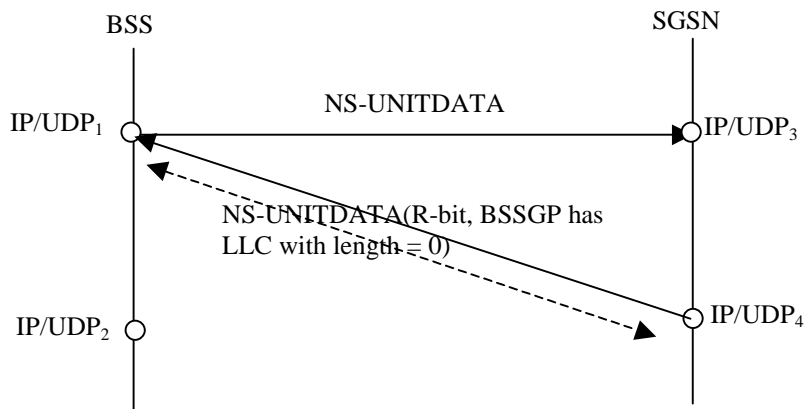 BSS
SGSN
NS-UNITDATA
IP/UDP1
IP/UDP3
NS-UNITDATA(R-bit, BSSGP has
LLC with length = 0)
IP/UDP2
IP/UDP4